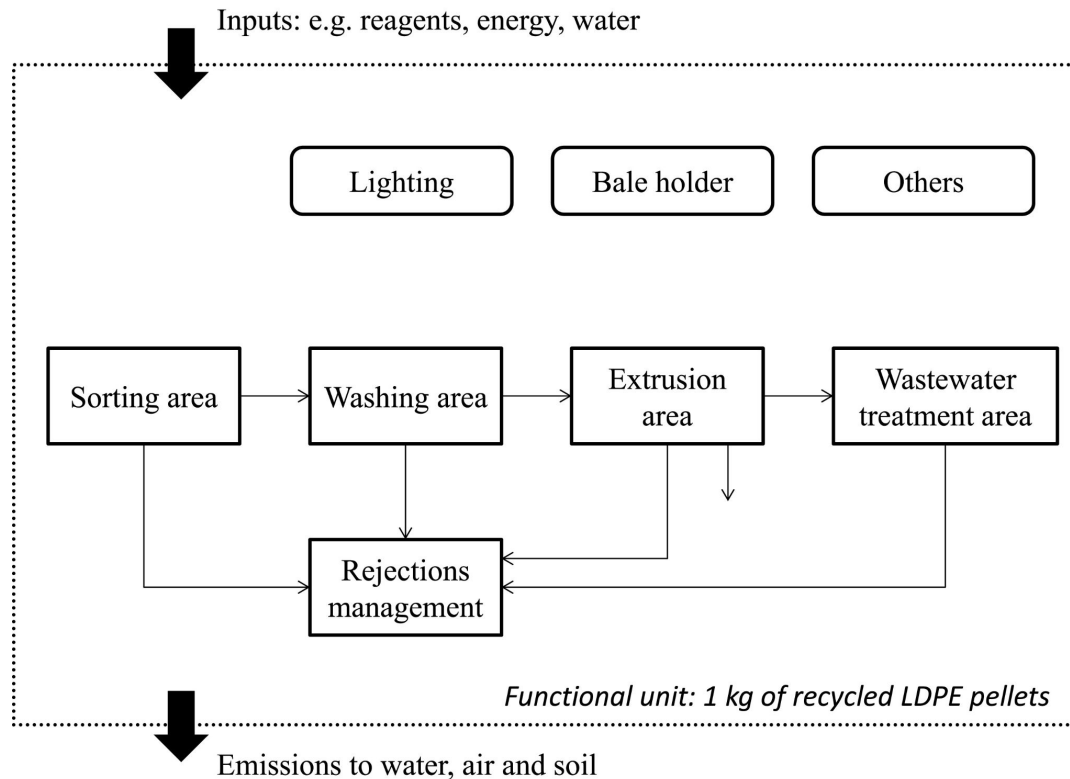 Inputs: e.g. reagents, energy, water
Lighting
Bale holder
Others
Sorting area
Washing area
Extrusion
area
Wastewater
treatment area
Rejections
management
Functional unit: 1 kg of recycled LDPE pellets
Emissions to water, air and soil